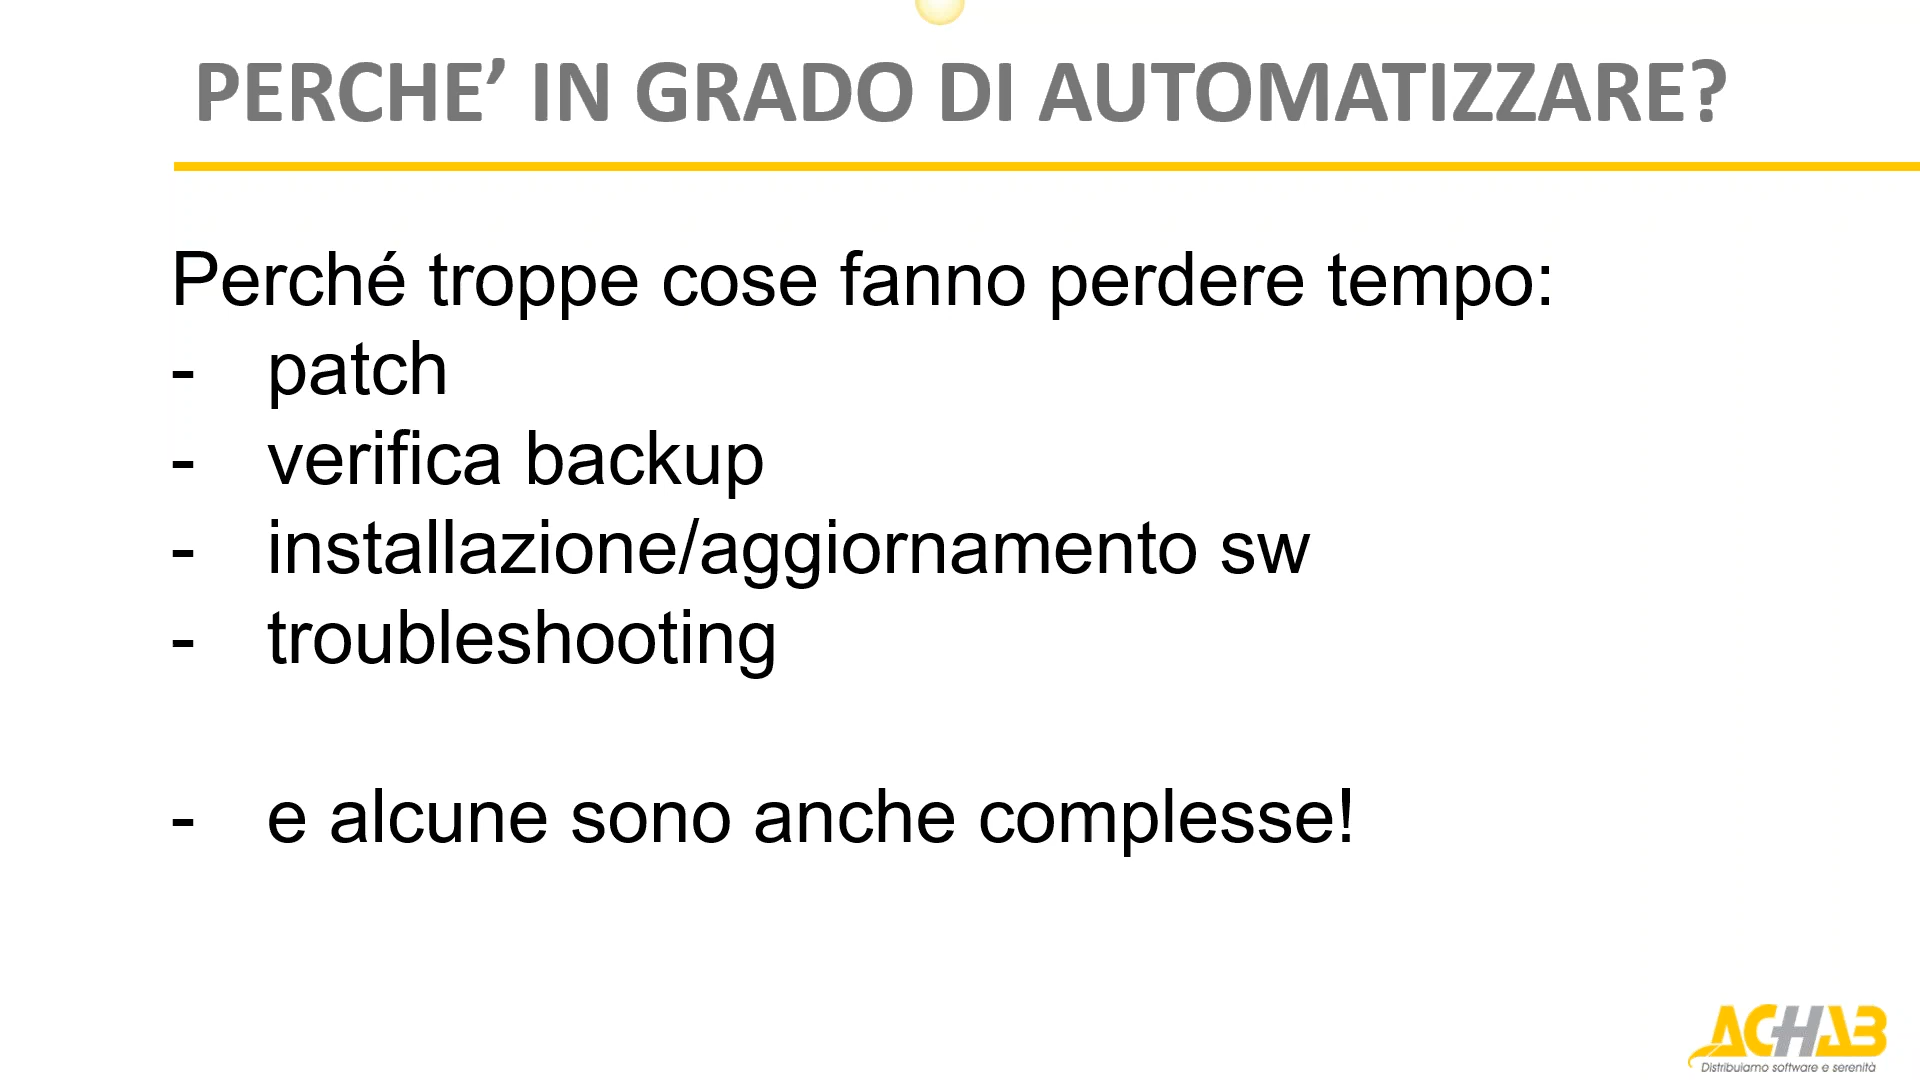 PERCHE’ IN GRADO DI AUTOMATIZZARE?
Perché troppe cose fanno perdere tempo:
- patch
- verifica backup
- installazione/aggiornamento sw
- troubleshooting
- e alcune sono anche complesse!
ACHAB
Distribuiamo software e serenità